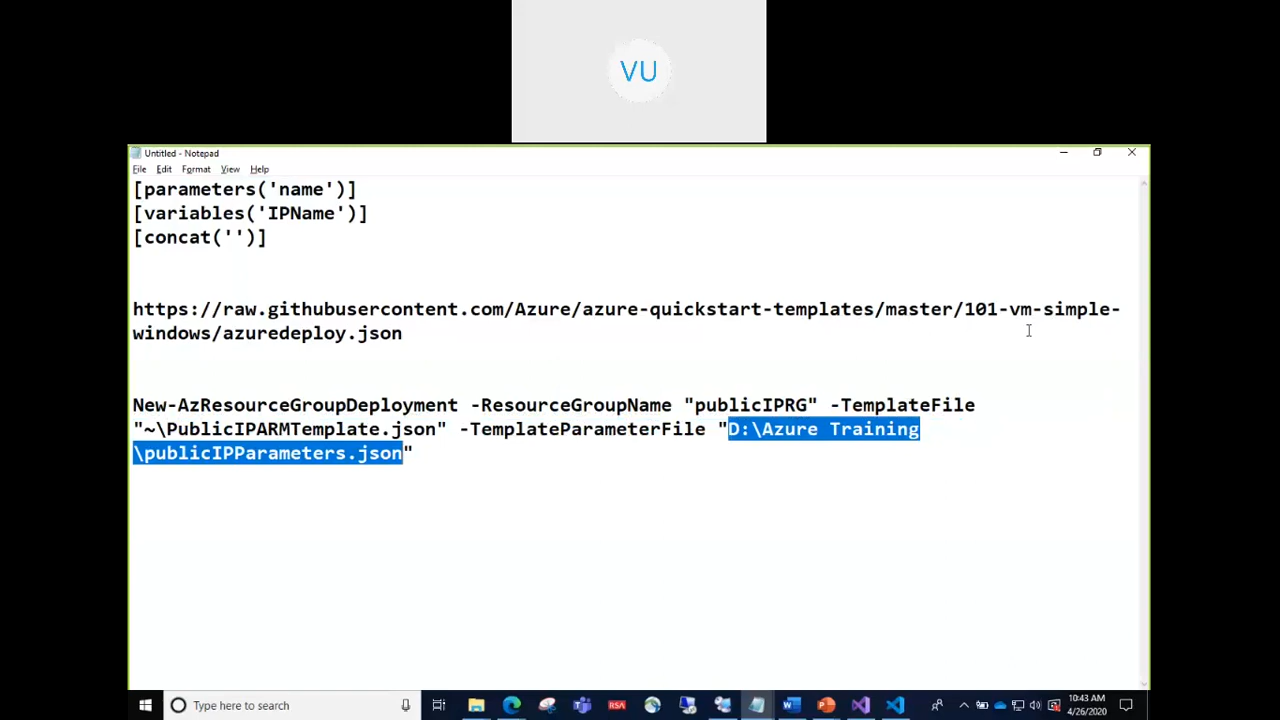 VU
Untitled - Notepad
File Edit Format View Help
[parameters('name')]
[variables('IPName')]
[concat('')]
https://raw.githubusercontent.com/Azure/azure-quickstart-templates/master/101-vm-simple-
windows/azuredeploy.json
New-AzResourceGroupDeployment -ResourceGroupName "publicIPRG" -TemplateFile
"~\PublicIPARMTemplate.json" -TemplateParameterFile "D:\Azure Training
\publicIPParameters.json"
Type here to search
RSA
10:43 AM
4/26/2020